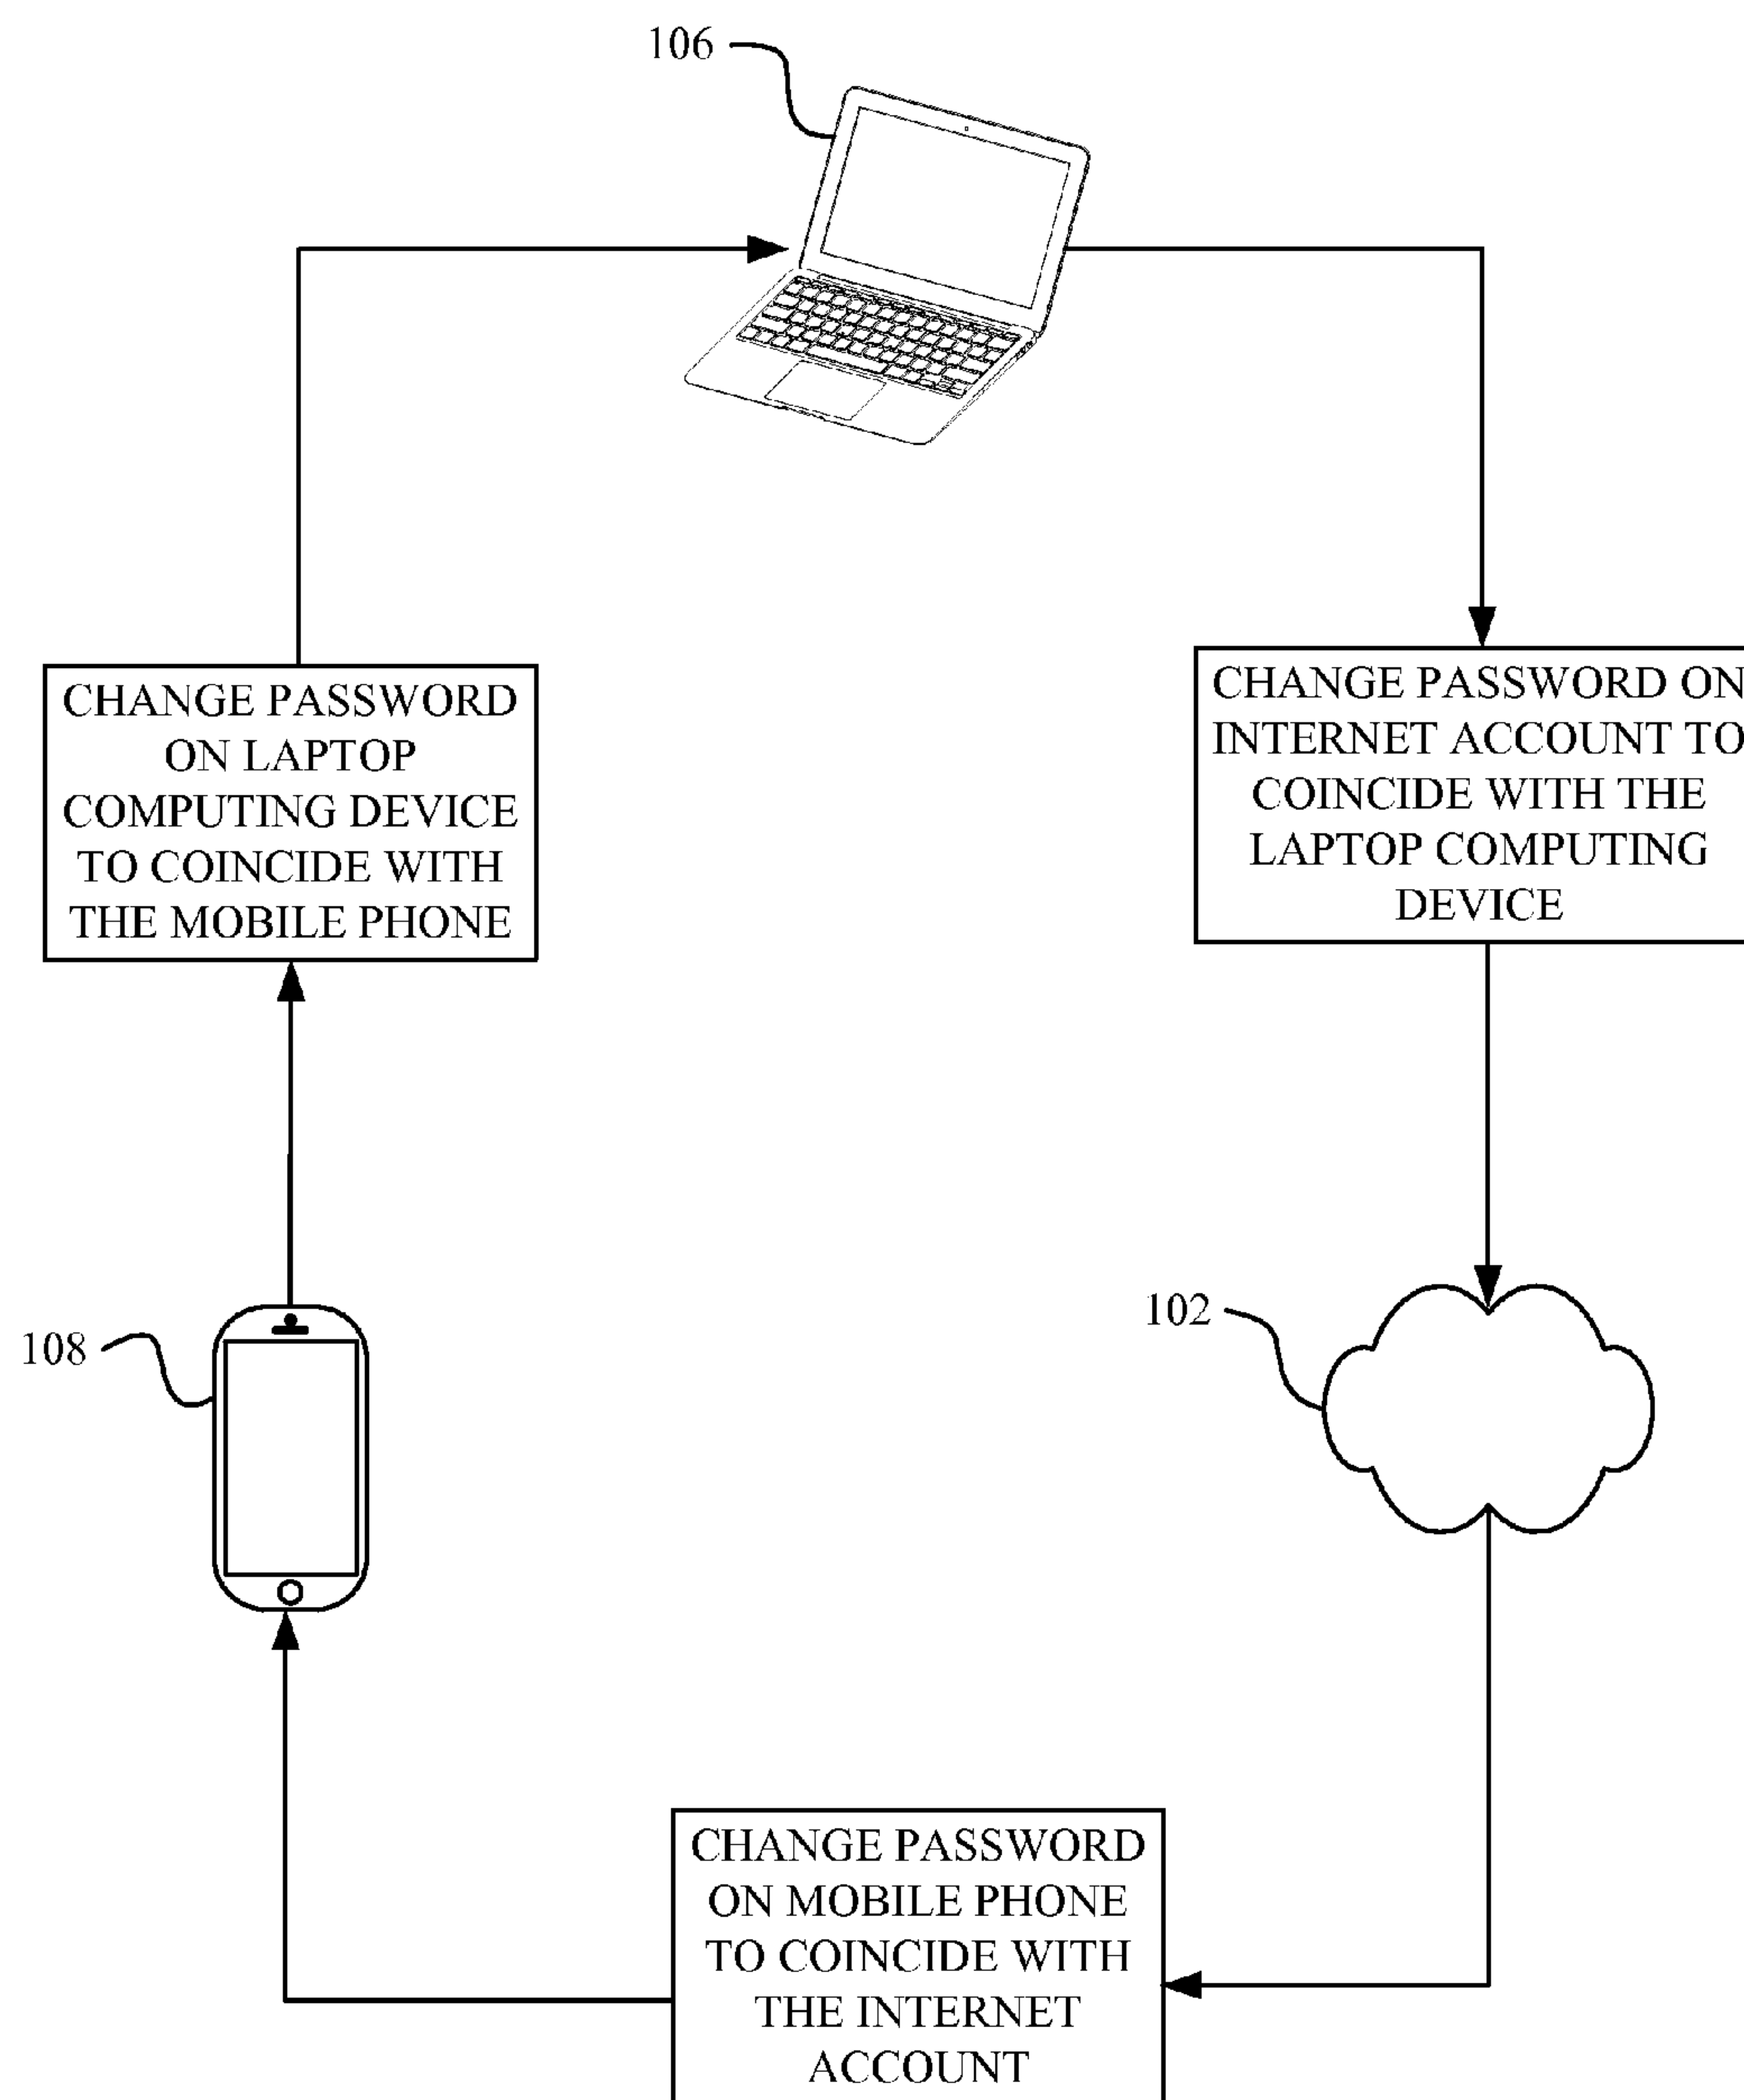 106
CHANGE PASSWORD
ON LAPTOP
COMPUTING DEVICE
TO COINCIDE WITH
THE MOBILE PHONE
CHANGE PASSWORD ON
INTERNET ACCOUNT TO
COINCIDE WITH THE
LAPTOP COMPUTING
DEVICE
108
102
CHANGE PASSWORD
ON MOBILE PHONE
TO COINCIDE WITH
THE INTERNET
ACCOUNT